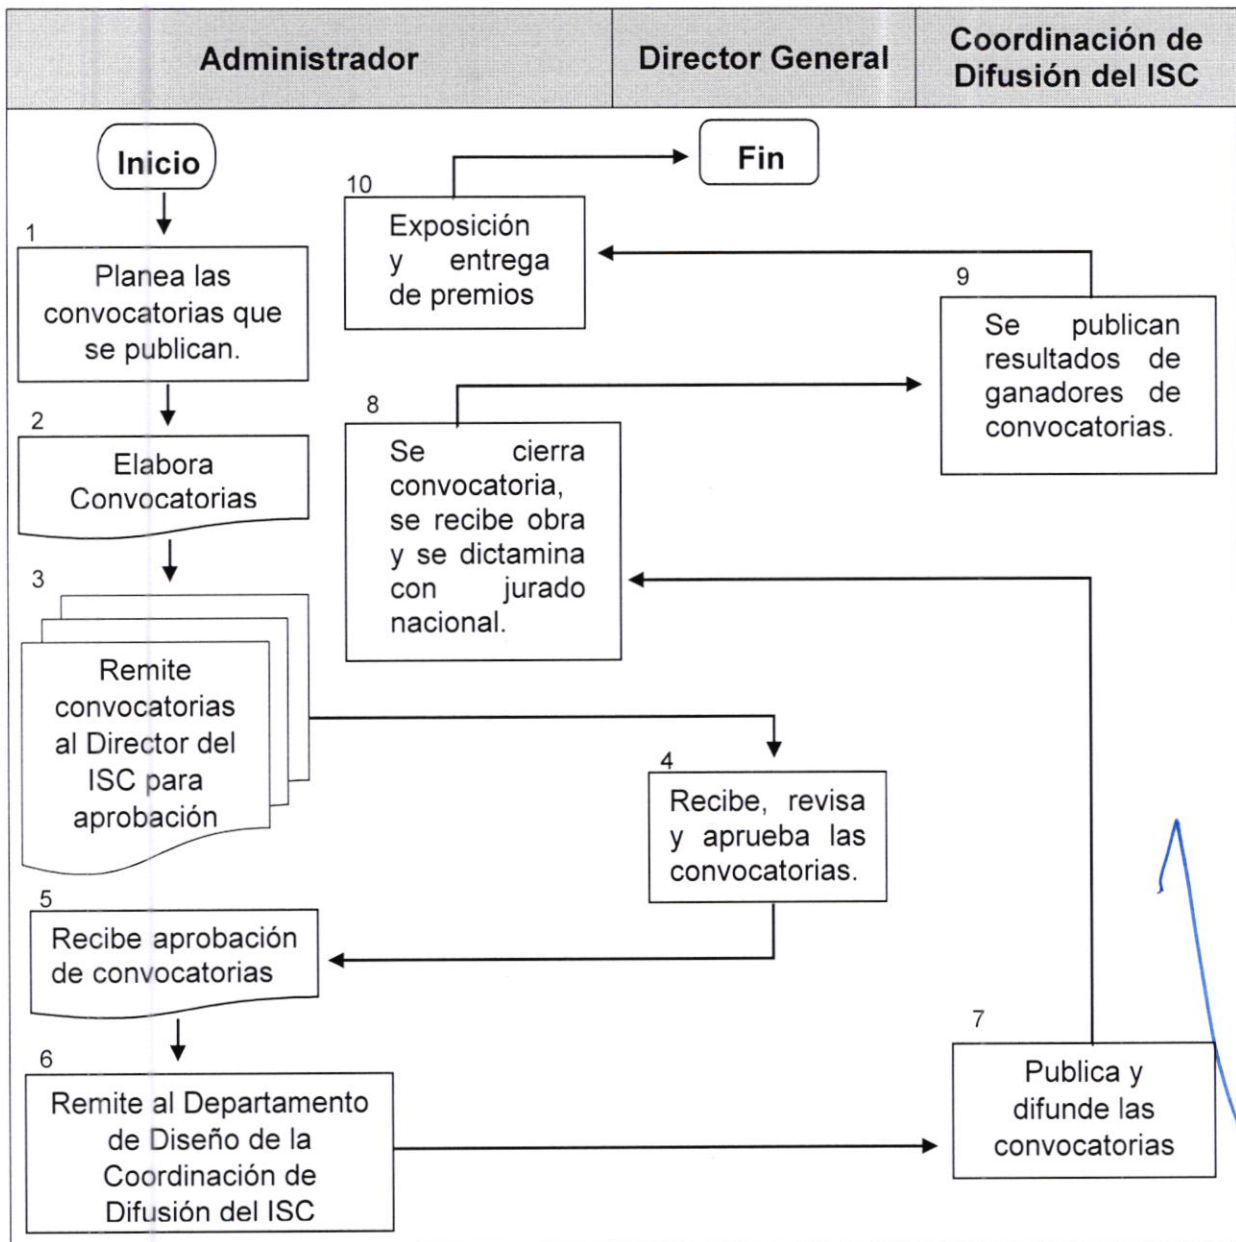 Administrador
Director General
Coordinación de
Difusión del ISC
Inicio
1
Planea las
convocatorias que
se publican.
2
Elabora
Convocatorias
3
Remite
convocatorias
al Director del
ISC para
aprobación
4
Recibe, revisa
y aprueba las
convocatorias.
5
Recibe aprobación
de convocatorias
6
Remite al Departamento
de Diseño de la
Coordinación de
Difusión del ISC
7
Publica y
difunde las
convocatorias
8
Se cierra
convocatoria,
se recibe obra
y se dictamina
con jurado
nacional.
9
Se publican
resultados de
ganadores de
convocatorias.
10
Exposición
y entrega
de premios
Fin